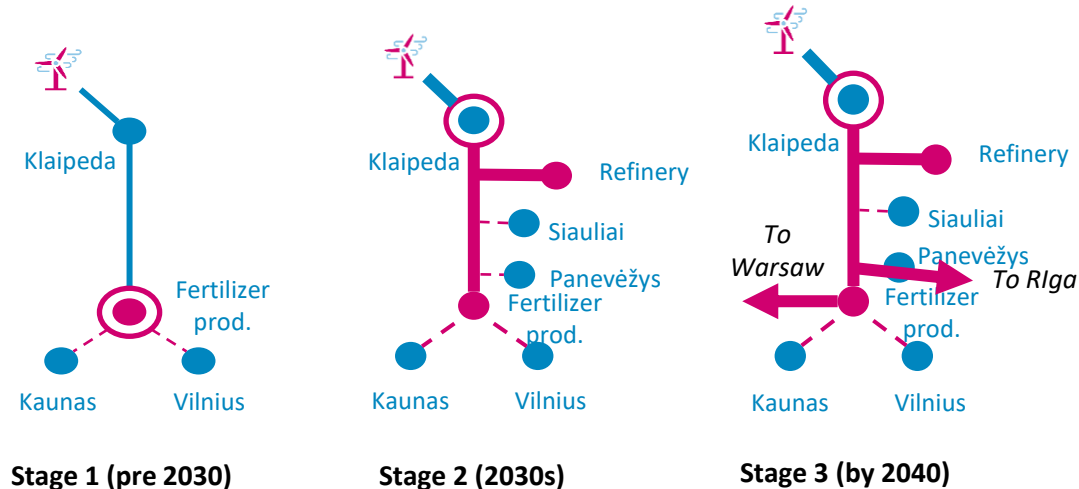 Klaipeda
Fertilizer
prod.
Kaunas
Vilnius
Stage 1 (pre 2030)
Klaipeda
Refinery
Siauliai
Panevėžys
Fertilizer
prod.
Kaunas
Vilnius
Stage 2 (2030s)
Klaipeda
Refinery
Siauliai
To
Warsaw
Panevėžys
To RIga
Fertilizer
prod.
Kaunas
Vilnius
Stage 3 (by 2040)